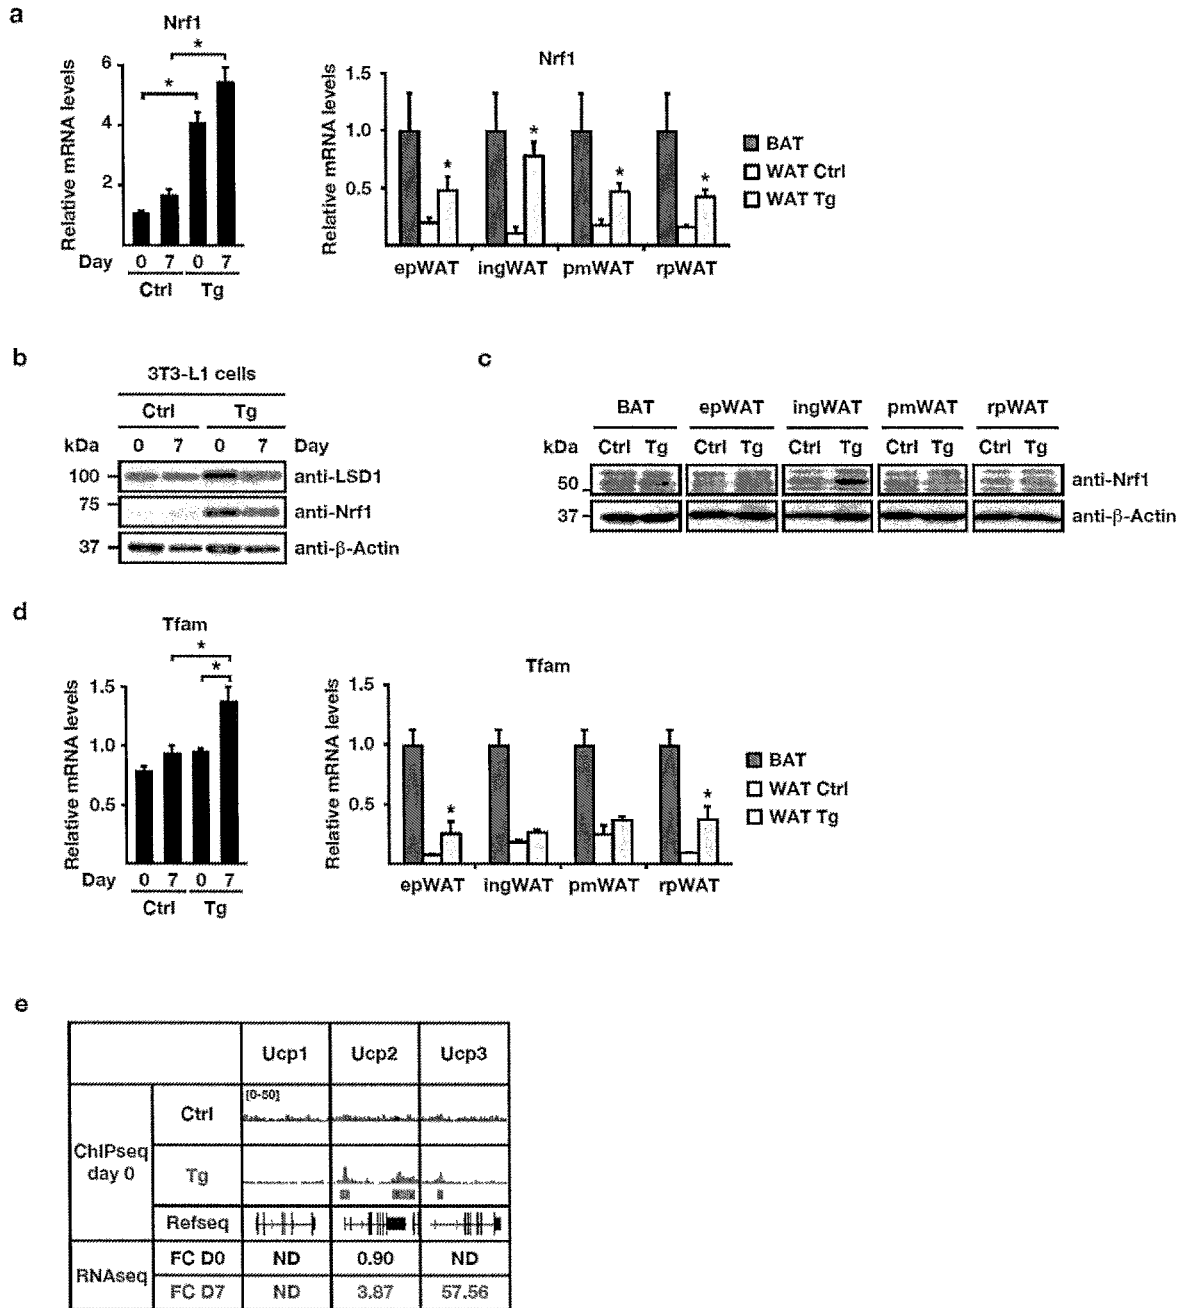 a
Nrf1
Relative mRNA levels
6
4
2
*
*
Day 0 7 0 7
Ctrl Tg
Nrf1
Relative mRNA levels
1.5
1.0
0.5
* * * *
epWAT ingWAT pmWAT rpWAT
BAT
WAT Ctrl
WAT Tg
b
3T3-L1 cells
Ctrl Tg
kDa 0 7 0 7 Day
100 anti-LSD1
75 anti-Nrf1
37 anti-β-Actin
c
BAT epWAT ingWAT pmWAT rpWAT
kDa Ctrl Tg Ctrl Tg Ctrl Tg Ctrl Tg Ctrl Tg
50 anti-Nrf1
37 anti-β-Actin
d
Tfam
Relative mRNA levels
1.5
1.0
0.5
*
*
Day 0 7 0 7
Ctrl Tg
Tfam
Relative mRNA levels
1.5
1.0
0.5
* *
epWAT ingWAT pmWAT rpWAT
BAT
WAT Ctrl
WAT Tg
e
Ucp1 Ucp2 Ucp3
ChIPseq
day 0
Ctrl
[0-50]
Tg
Refseq
RNAseq
FC D0 ND 0.90 ND
FC D7 ND 3.87 57.56